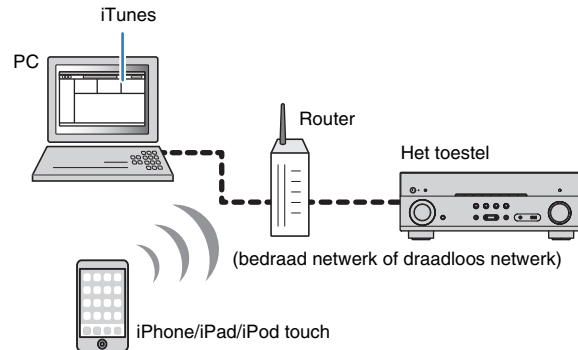 iTunes
PC
Router
Het toestel
(bedraad netwerk of draadloos netwerk)
iPhone/iPad/iPod touch